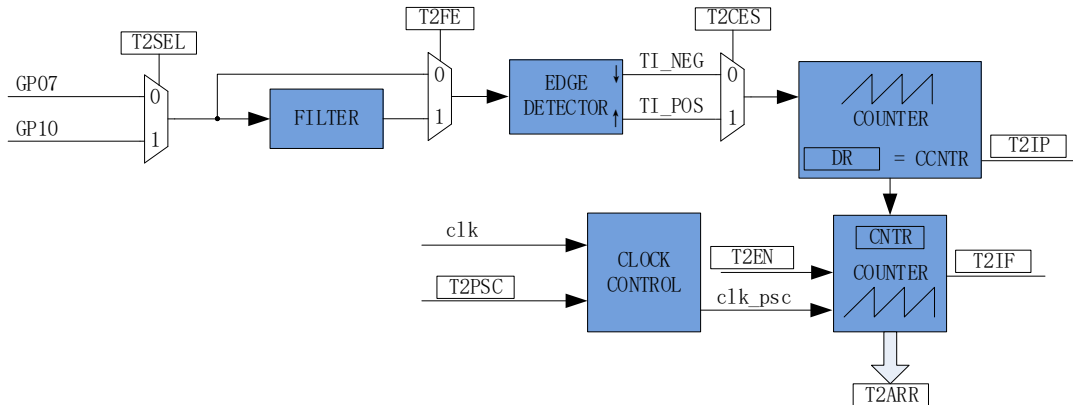 T2FE
T2CES
T2SEL
GP07
0
GP10
1
0
1
FILTER
EDGE
DETECTOR
TI_NEG
TI_POS
0
1
COUNTER
DR = CCNTR
T2IP
clk
T2PSC
CLOCK
CONTROL
T2EN
clk_psc
CNTR
COUNTER
T2IF
T2ARR